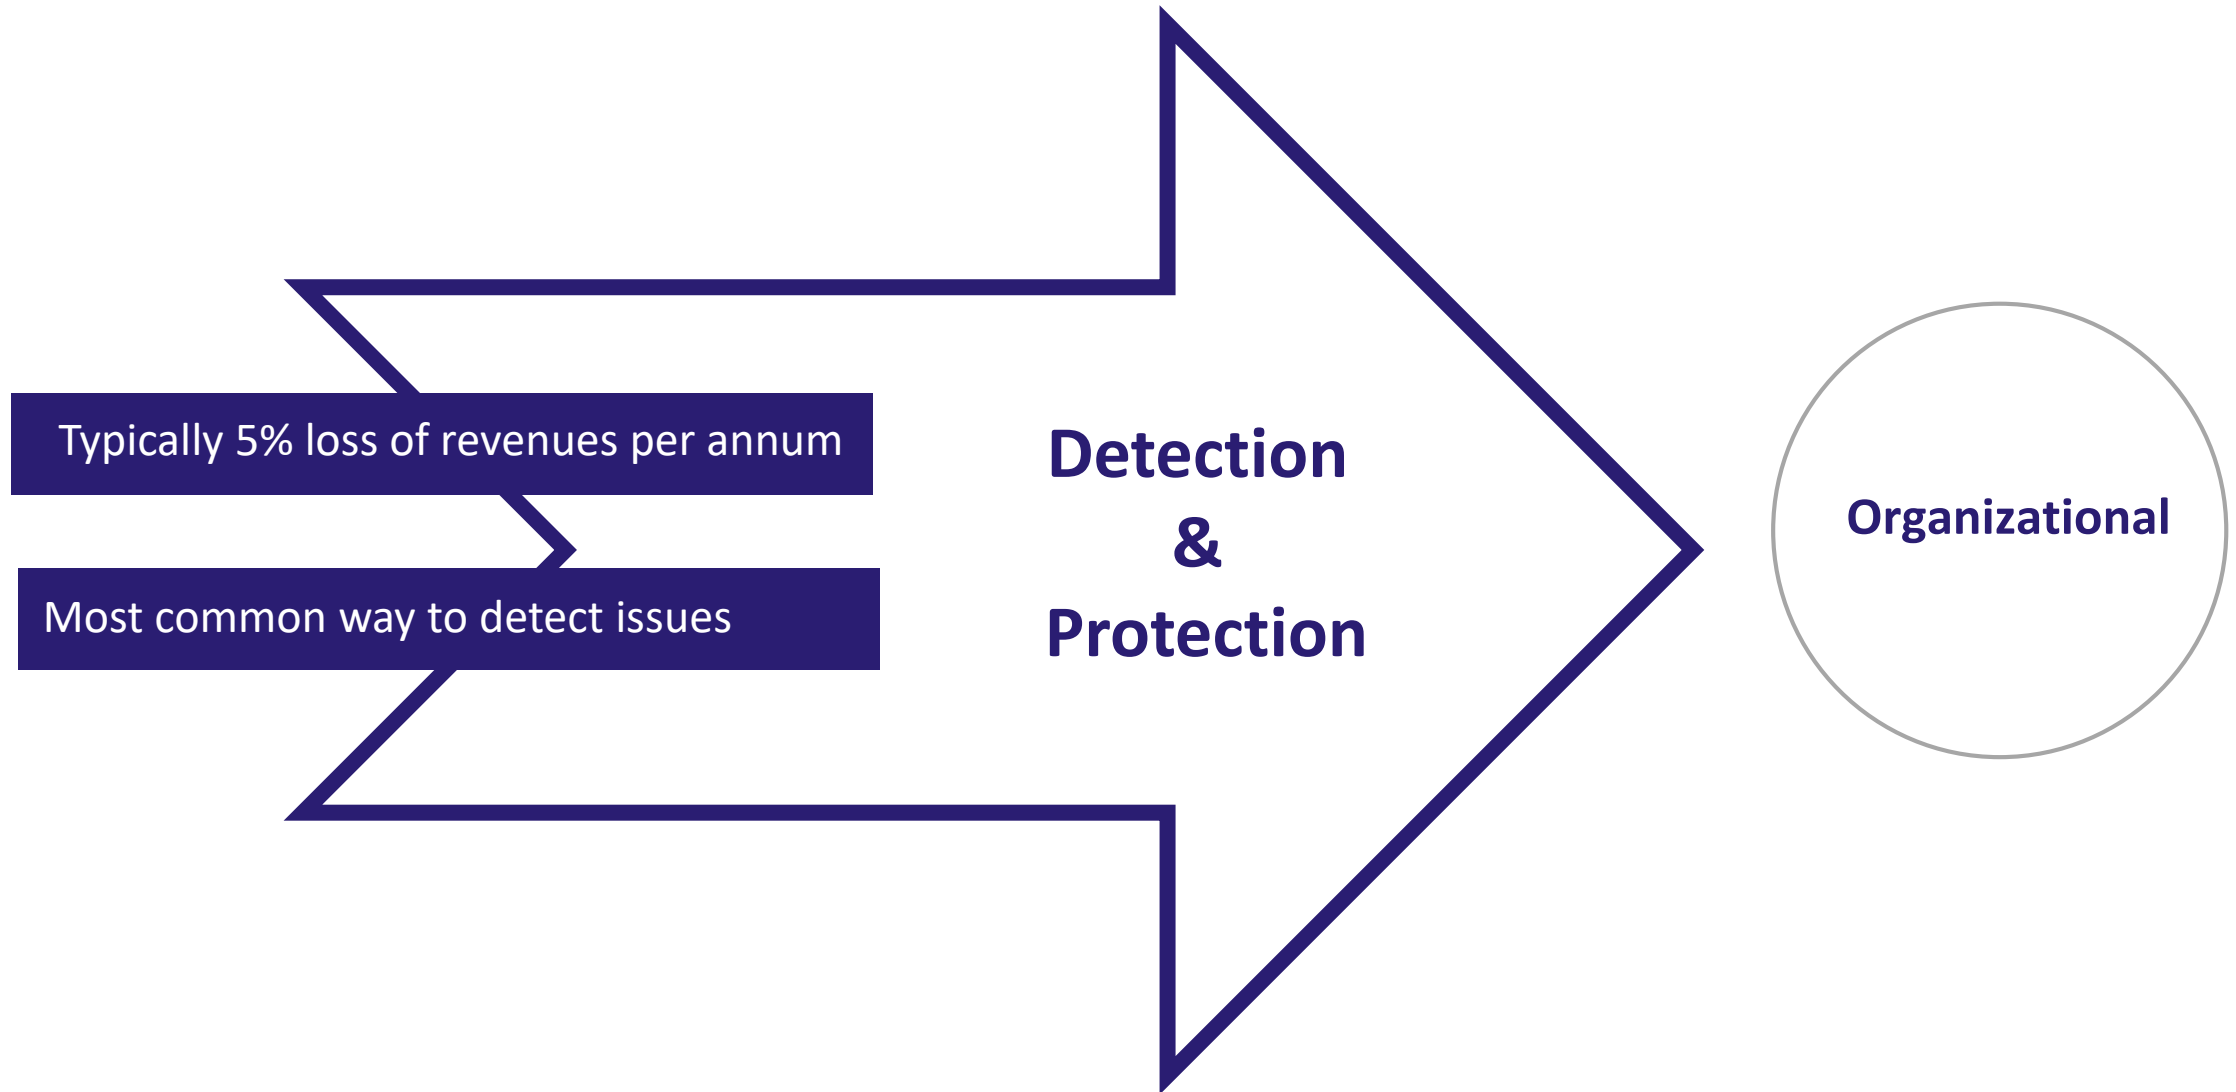 Typically 5% loss of revenues per annum
Most common way to detect issues
Detection
&
Protection
Organizational